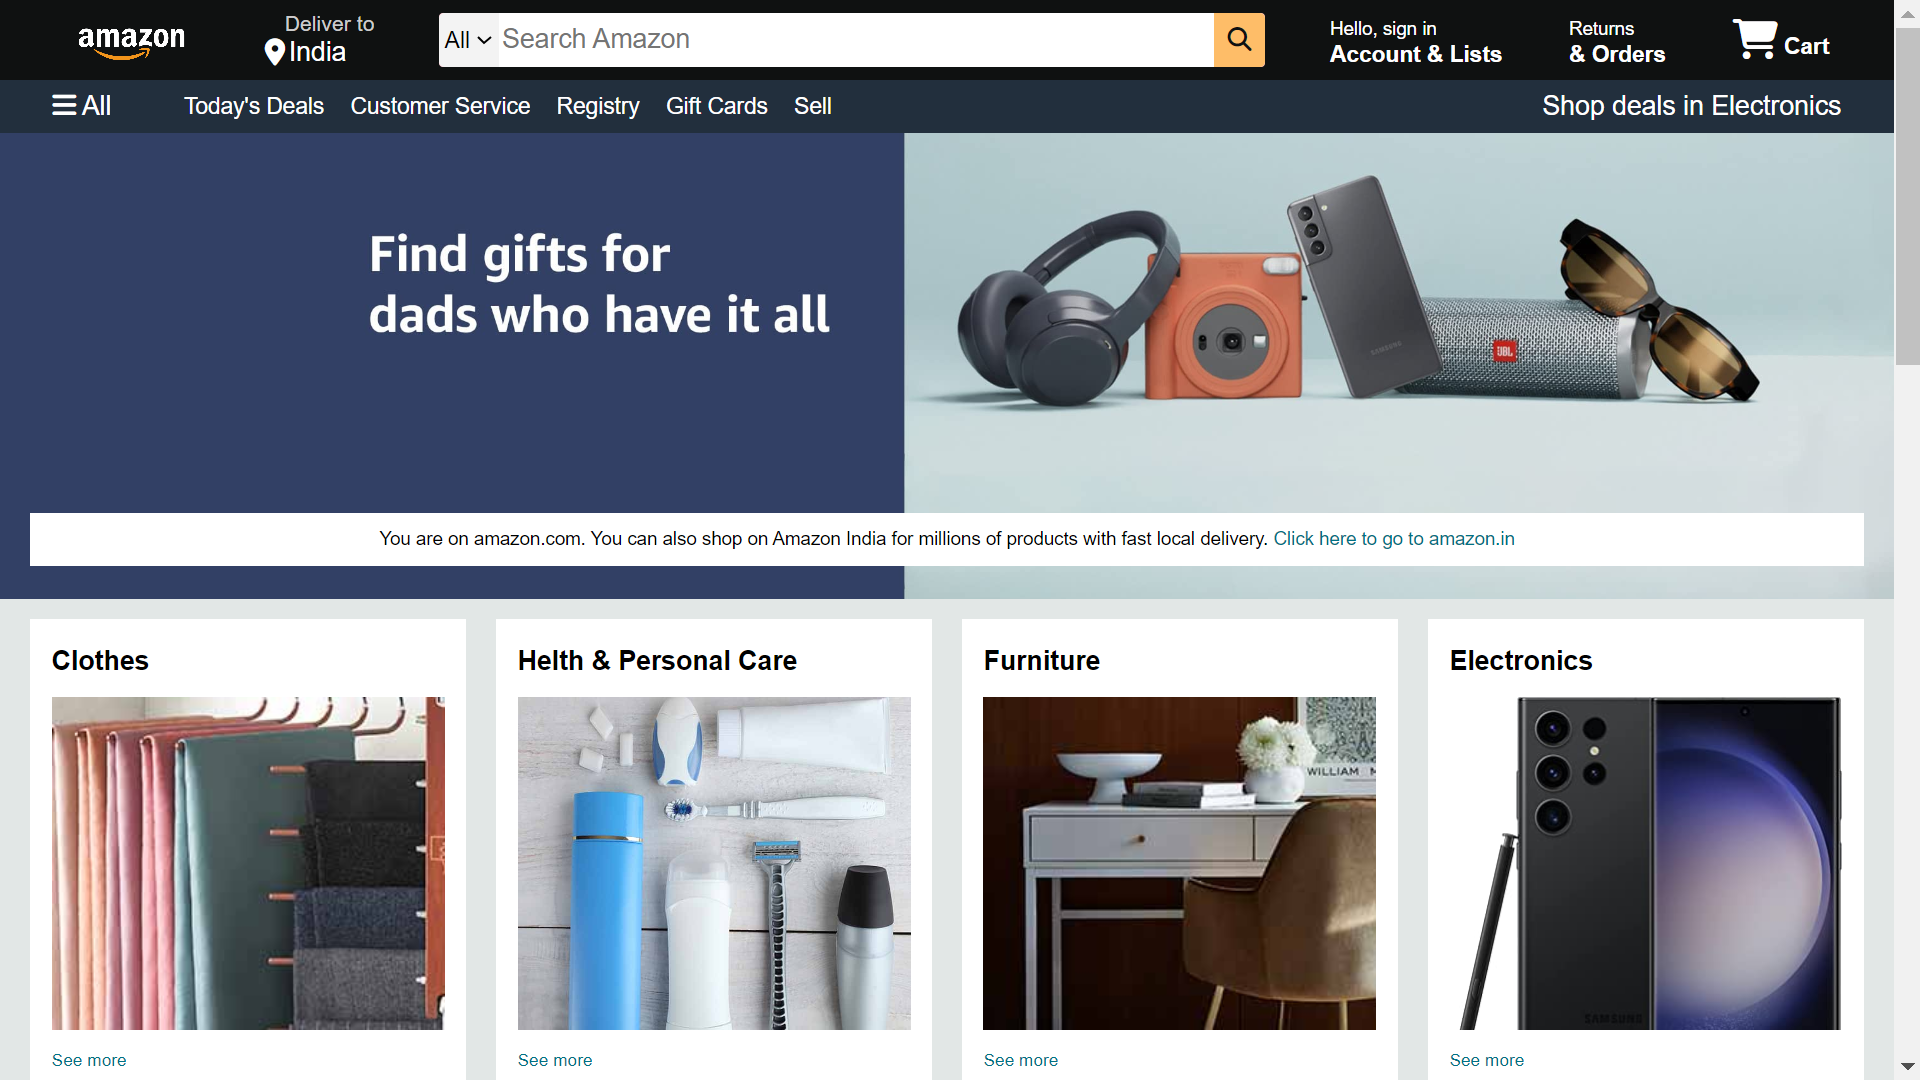 amazon
Deliver to
India
All
Search Amazon
Hello, sign in
Account & Lists
Returns
& Orders
Cart
All
Today's Deals
Customer Service
Registry
Gift Cards
Sell
Shop deals in Electronics
Find gifts for
dads who have it all
SAMSUNG
JBL
You are on amazon.com. You can also shop on Amazon India for millions of products with fast local delivery. Click here to go to amazon.in
Clothes
Helth & Personal Care
Furniture
Electronics
WILLIAM M
SAMSUNG
See more
See more
See more
See more